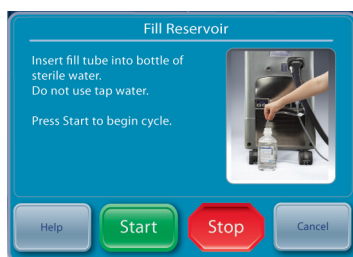 Fill Reservoir
Insert fill tube into bottle of
sterile water.
Do not use tap water.
Press Start to begin cycle.
Help
Start
Stop
Cancel